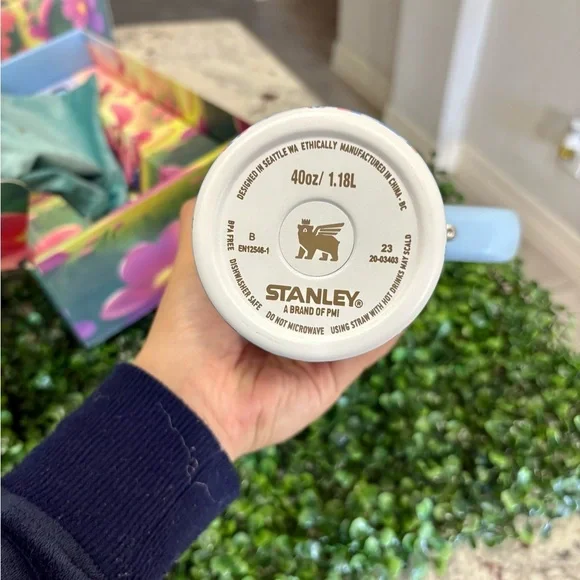 DESIGNED IN SEATTLE WA ETHICALLY MANUFACTURED IN CHINA - BC
40oz/ 1.18L
B
EN12546-1
23
20-03403
STANLEY®
A BRAND OF PMI
BPA FREE DISHWASHER SAFE DO NOT MICROWAVE USING STRAW WITH HOT DRINKS MAY SCALD